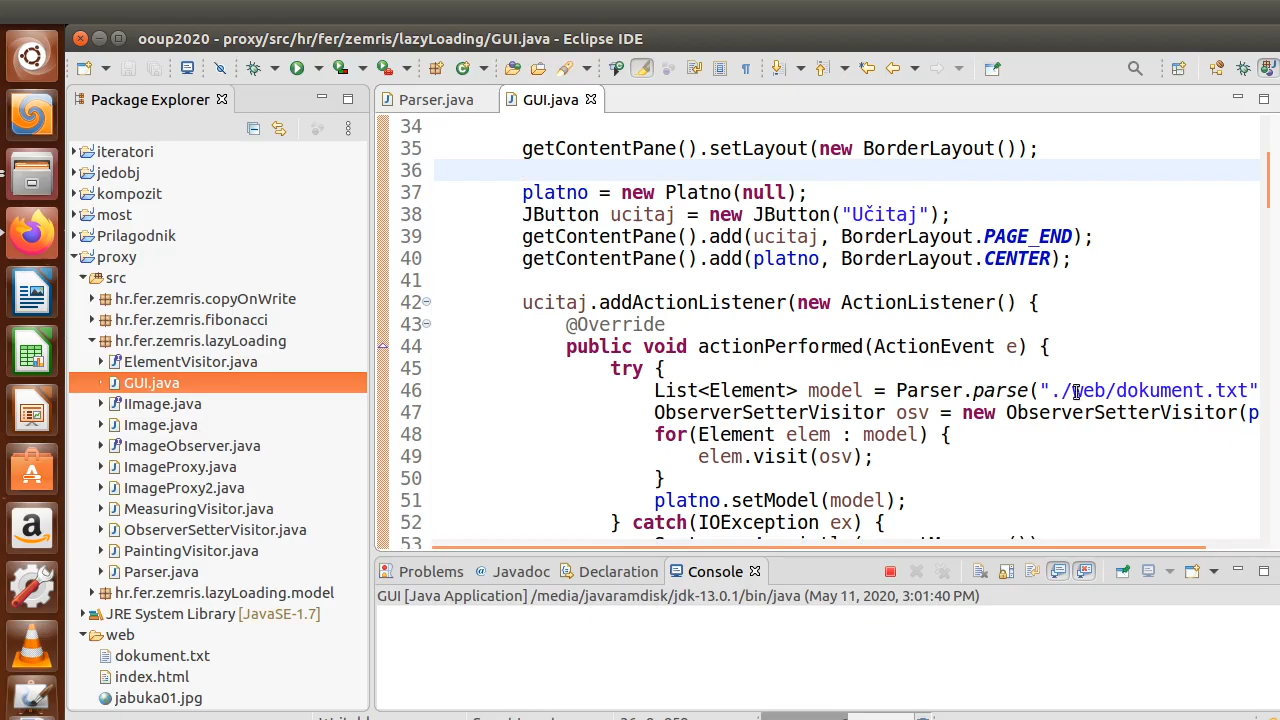 ooup2020 - proxy/src/hr/fer/zemris/lazyLoading/GUI.java - Eclipse IDE
Package Explorer
iteratori
jedobj
kompozit
most
Prilagodnik
proxy
src
hr.fer.zemris.copyOnWrite
hr.fer.zemris.fibonacci
hr.fer.zemris.lazyLoading
ElementVisitor.java
GUI.java
IImage.java
Image.java
ImageObserver.java
ImageProxy.java
ImageProxy2.java
MeasuringVisitor.java
ObserverSetterVisitor.java
PaintingVisitor.java
Parser.java
hr.fer.zemris.lazyLoading.model
JRE System Library [JavaSE-1.7]
web
dokument.txt
index.html
jabuka01.jpg
Parser.java GUI.java
34
35 getContentPane().setLayout(new BorderLayout());
36
37 platno = new Platno(null);
38 JButton ucitaj = new JButton("Učitaj");
39 getContentPane().add(ucitaj, BorderLayout.PAGE_END);
40 getContentPane().add(platno, BorderLayout.CENTER);
41
42 ucitaj.addActionListener(new ActionListener() {
43 @Override
44 public void actionPerformed(ActionEvent e) {
45 try {
46 List<Element> model = Parser.parse("./web/dokument.txt"
47 ObserverSetterVisitor osv = new ObserverSetterVisitor(p
48 for(Element elem : model) {
49 elem.visit(osv);
50 }
51 platno.setModel(model);
52 } catch(IOException ex) {
53
Problems Javadoc Declaration Console
GUI [Java Application] /media/javaramdisk/jdk-13.0.1/bin/java (May 11, 2020, 3:01:40 PM)